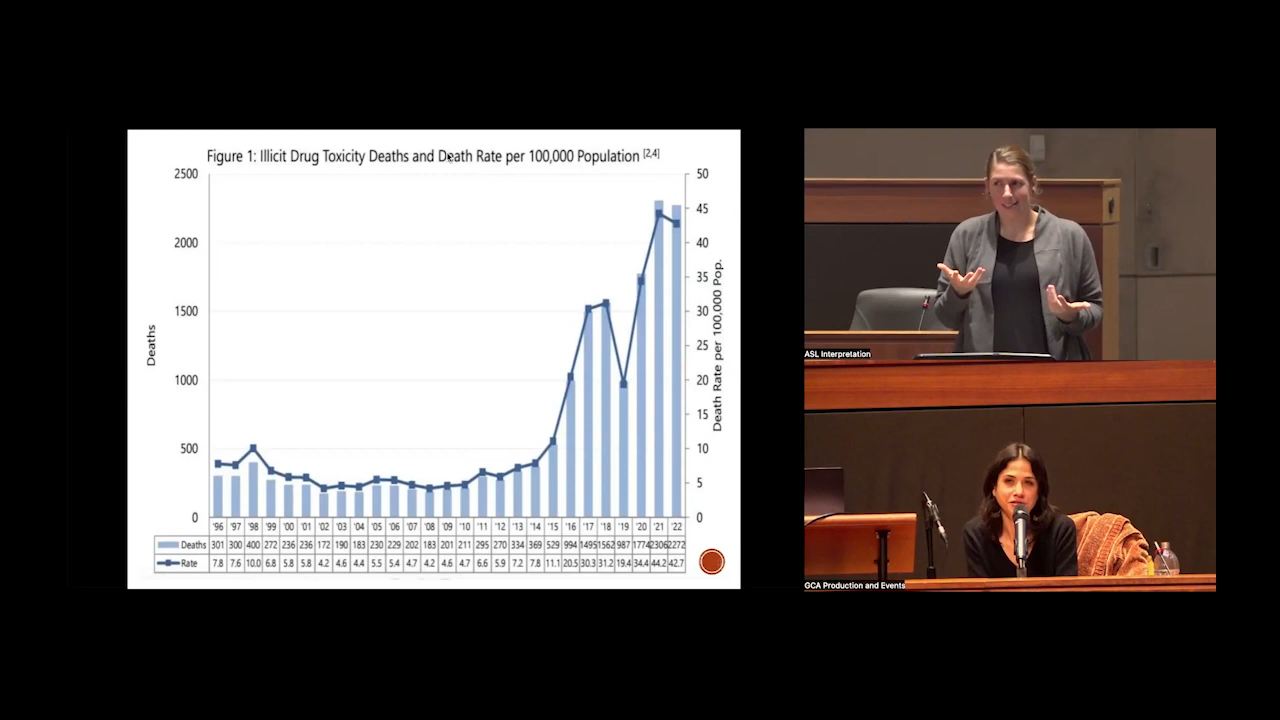 Figure 1: Illicit Drug Toxicity Deaths and Death Rate per 100,000 Population [2,4]
2500
2000
1500
1000
500
0
Deaths
50
45
40
35
30
25
20
15
10
5
0
Death Rate per 100,000 Pop.
'96 '97 '98 '99 '00 '01 '02 '03 '04 '05 '06 '07 '08 '09 '10 '11 '12 '13 '14 '15 '16 '17 '18 '19 '20 '21 '22
Deaths 301 300 400 272 236 236 172 190 183 230 229 202 183 201 211 295 270 334 369 529 994 1495 1562 987 1774 2306 2272
Rate 7.8 7.6 10.0 6.8 5.8 5.8 4.2 4.6 4.4 5.5 5.4 4.7 4.2 4.6 4.7 6.6 5.9 7.2 7.8 11.1 20.5 30.3 31.2 19.4 34.4 44.2 42.7
ASL Interpretation
GCA Production and Events